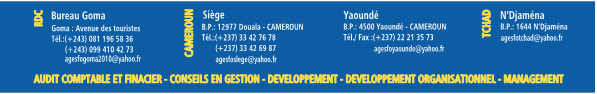 RDC
Bureau Goma
Goma : Avenue des touristes
Tél.:(+243) 081 196 58 36
(+243) 099 410 42 73
agesfogoma2010@yahoo.fr
CAMEROUN
Siège
B.P.: 12977 Douala - CAMEROUN
Tél.:(+237) 33 42 76 78
(+237) 33 42 69 87
agesfosiege@yahoo.fr
Yaoundé
B.P.: 4500 Yaoundé - CAMEROUN
Tél./ Fax :(+237) 22 21 35 73
agesfoyaounde@yahoo.fr
TCHAD
N'Djaména
B.P.: 1644 N'Djaména
agesfotchad@yahoo.fr
AUDIT COMPTABLE ET FINACIER - CONSEILS EN GESTION - DEVELOPPEMENT - DEVELOPPEMENT ORGANISATIONNEL - MANAGEMENT